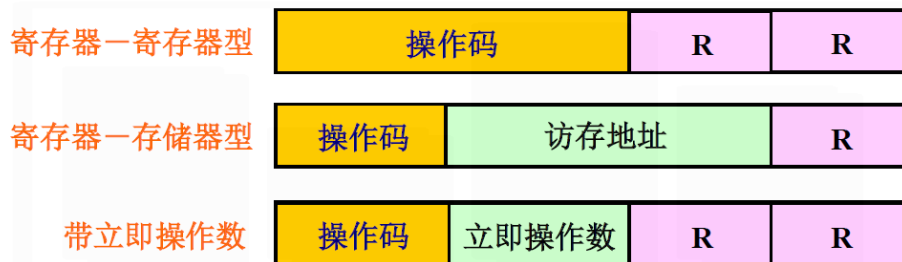 寄存器－寄存器型 操作码 R R
寄存器－存储器型 操作码 访存地址 R
带立即操作数 操作码 立即操作数 R R